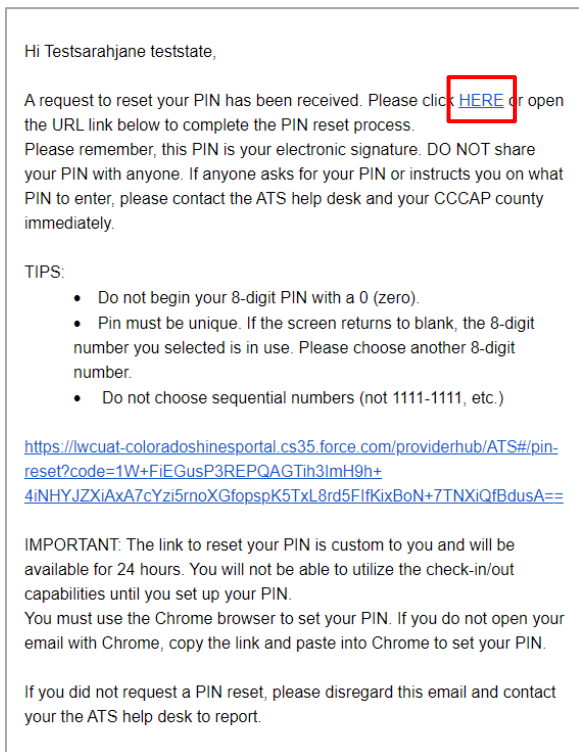 Hi Testsarahjane teststate,
A request to reset your PIN has been received. Please click HERE or open
the URL link below to complete the PIN reset process.
Please remember, this PIN is your electronic signature. DO NOT share
your PIN with anyone. If anyone asks for your PIN or instructs you on what
PIN to enter, please contact the ATS help desk and your CCCAP county
immediately.
TIPS:
• Do not begin your 8-digit PIN with a 0 (zero).
• Pin must be unique. If the screen returns to blank, the 8-digit
number you selected is in use. Please choose another 8-digit
number.
• Do not choose sequential numbers (not 1111-1111, etc.)
https://lwcuat-coloradoshinesportal.cs35.force.com/providerhub/ATS#/pin-
reset?code=1W+FiEGusP3REPQAGTih3ImH9h+
4iNHYJZXiAxA7cYzi5rnoXGfopspK5TxL8rd5FIfKixBoN+7TNXiQfBdusA==
IMPORTANT: The link to reset your PIN is custom to you and will be
available for 24 hours. You will not be able to utilize the check-in/out
capabilities until you set up your PIN.
You must use the Chrome browser to set your PIN. If you do not open your
email with Chrome, copy the link and paste into Chrome to set your PIN.
If you did not request a PIN reset, please disregard this email and contact
your the ATS help desk to report.